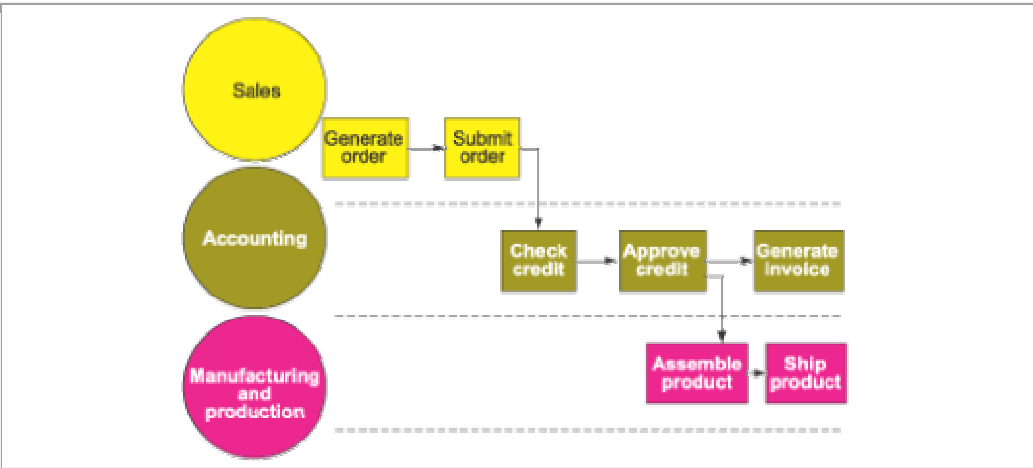 Sales
Generate
order
Submit
order
Accounting
Check
credit
Approve
credit
Generate
invoice
Manufacturing
and
production
Assemble
product
Ship
product